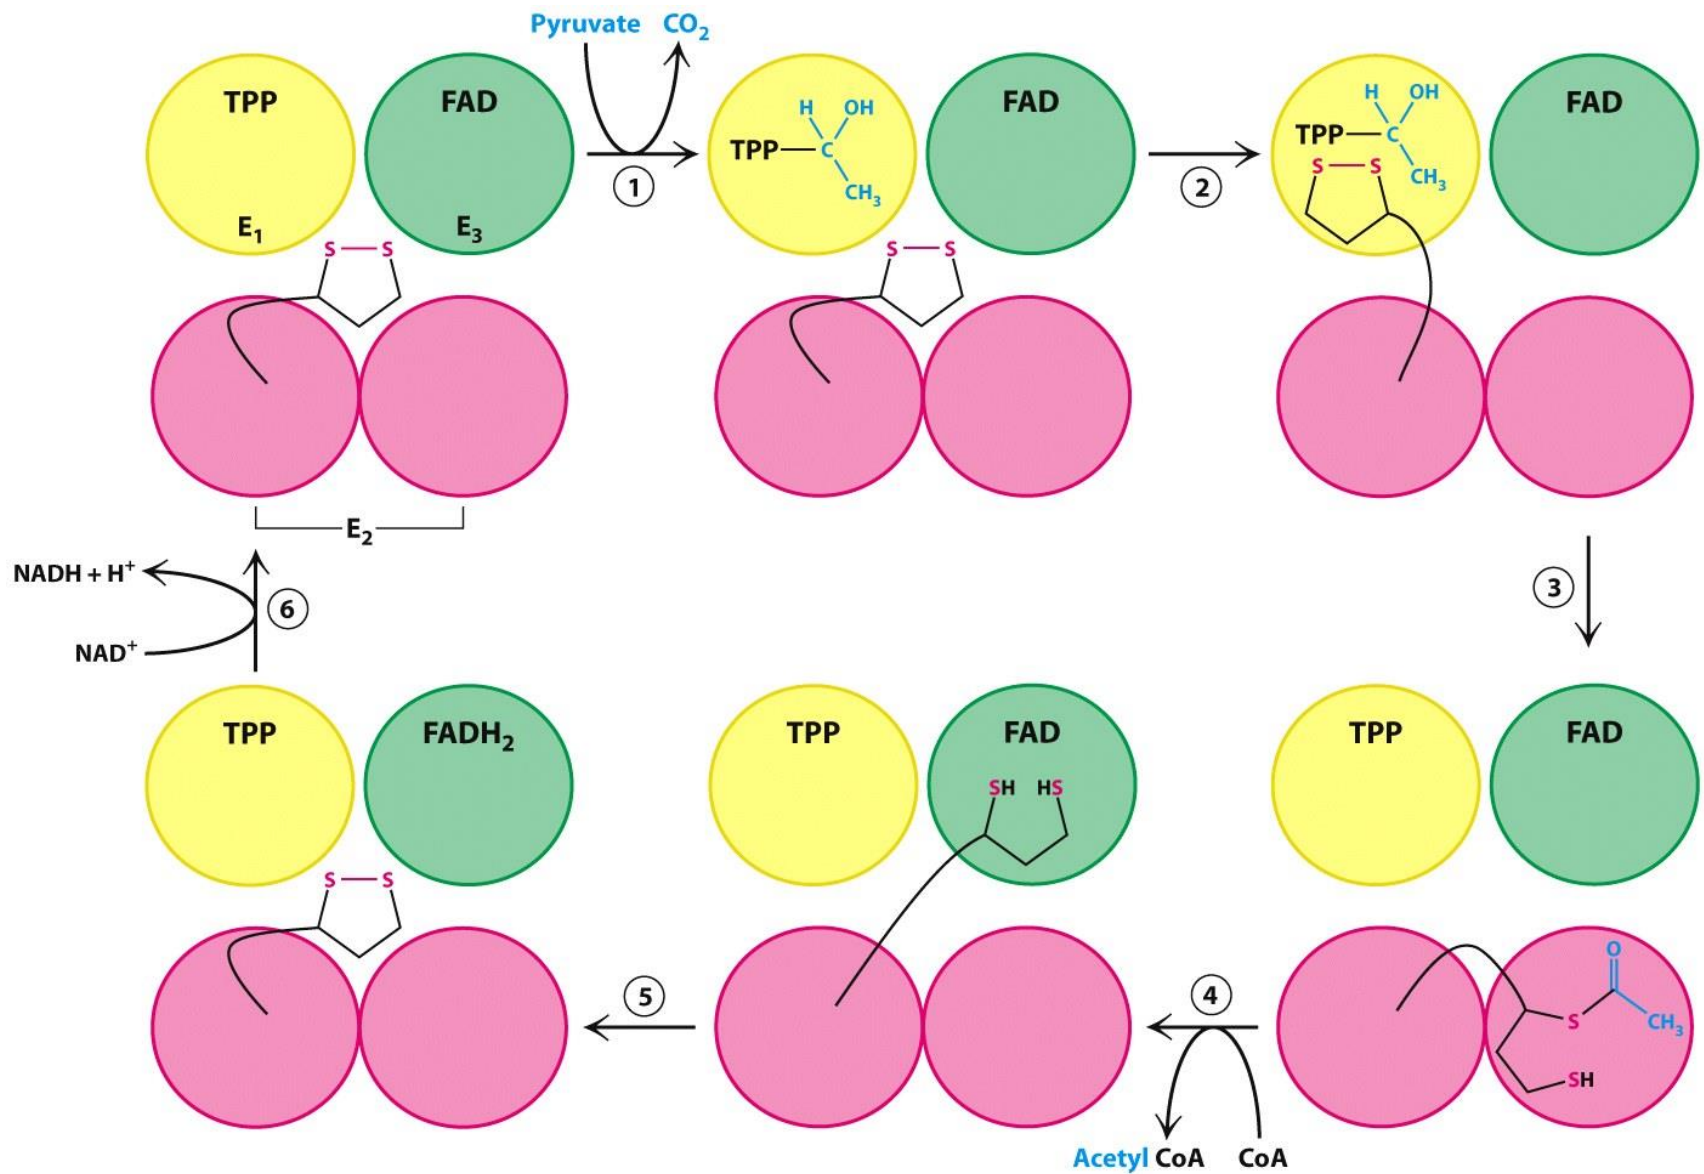 Pyruvate CO₂
TPP FAD
E₁ E₃
S S
1
H OH
TPP C
CH₃
FAD
S S
2
H OH
TPP C
S S CH₃
FAD
E₂
NADH + H⁺
NAD⁺
6
3
TPP FADH₂
S S
5
TPP FAD
SH HS
4
Acetyl CoA CoA
TPP FAD
O
S CH₃
SH